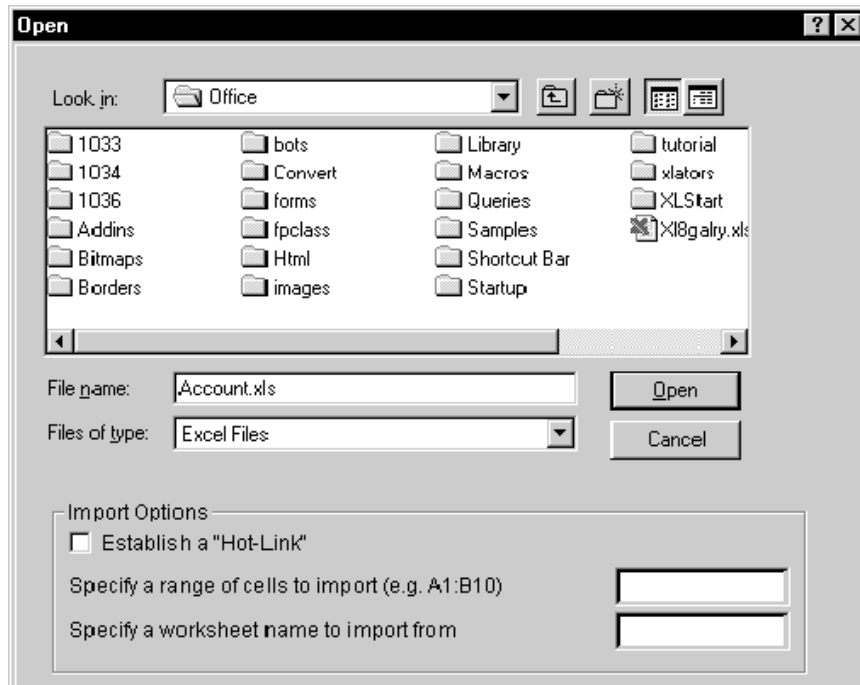 Open
Look in: Office
1033 bots Library tutorial
1034 Convert Macros xlators
1036 forms Queries XLStart
Addins fpclass Samples Xl8galry.xls
Bitmaps Html Shortcut Bar
Borders images Startup
File name: Account.xls Open
Files of type: Excel Files Cancel
Import Options
Establish a "Hot-Link"
Specify a range of cells to import (e.g. A1:B10)
Specify a worksheet name to import from